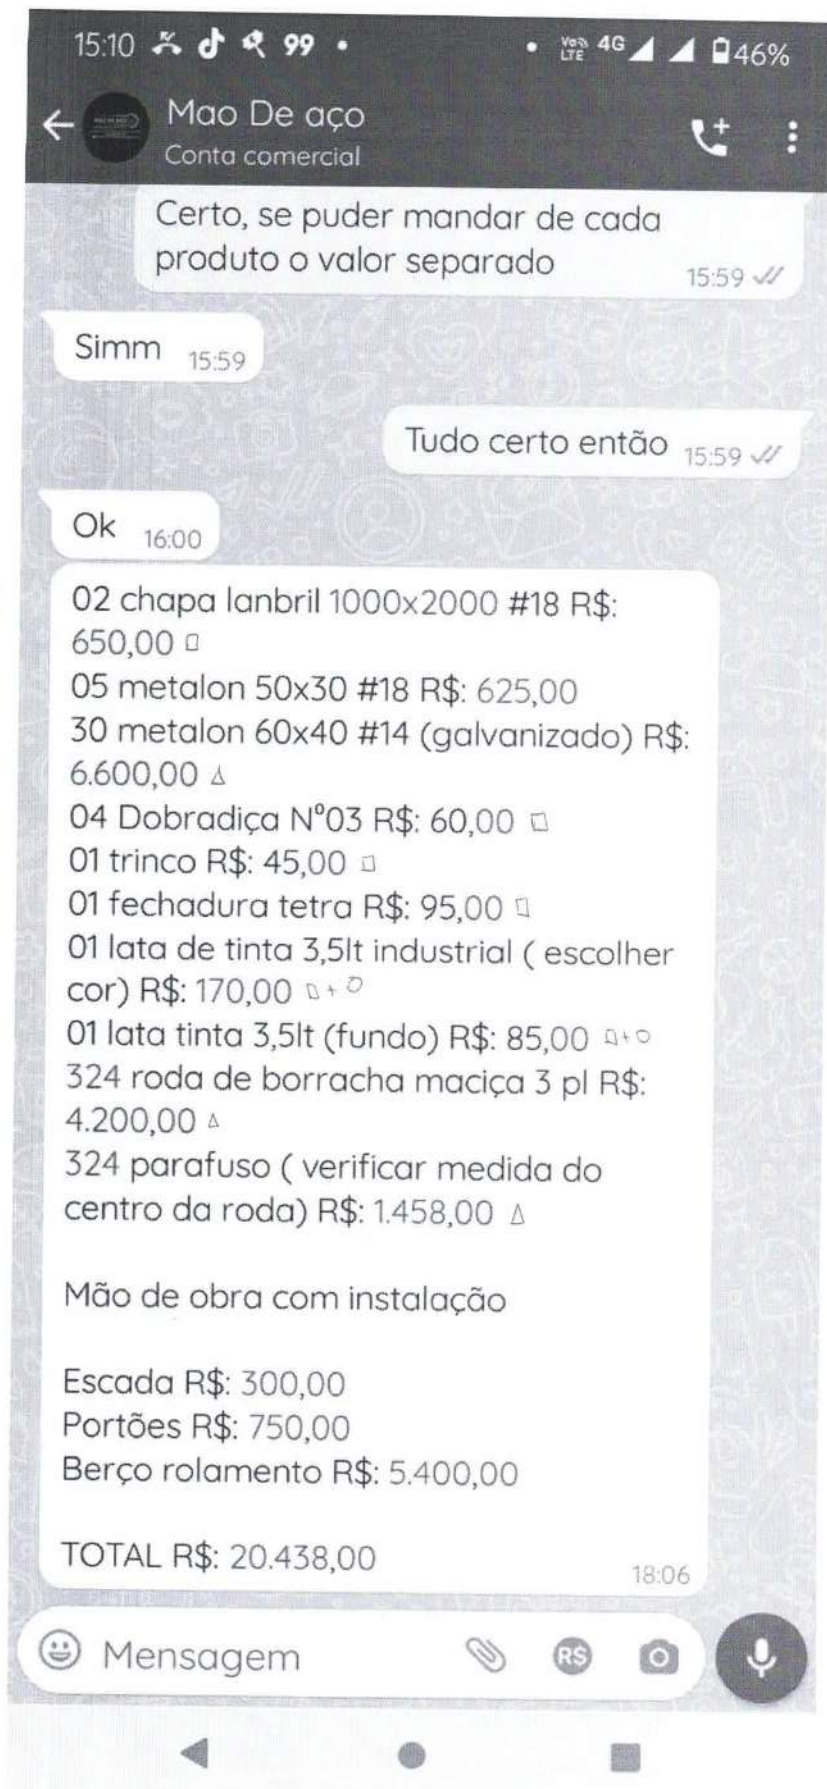 15:10 99 • • Vo LTE 4G 46%
Mao De aço
Conta comercial
Certo, se puder mandar de cada
produto o valor separado 15:59
Simm 15:59
Tudo certo então 15:59
Ok 16:00
02 chapa lanbril 1000x2000 #18 R$:
650,00
05 metalon 50x30 #18 R$: 625,00
30 metalon 60x40 #14 (galvanizado) R$:
6.600,00
04 Dobradiça Nº03 R$: 60,00
01 trinco R$: 45,00
01 fechadura tetra R$: 95,00
01 lata de tinta 3,5lt industrial ( escolher
cor) R$: 170,00 +
01 lata tinta 3,5lt (fundo) R$: 85,00 +
324 roda de borracha maciça 3 pl R$:
4.200,00
324 parafuso ( verificar medida do
centro da roda) R$: 1.458,00
Mão de obra com instalação
Escada R$: 300,00
Portões R$: 750,00
Berço rolamento R$: 5.400,00
TOTAL R$: 20.438,00 18:06
Mensagem R$